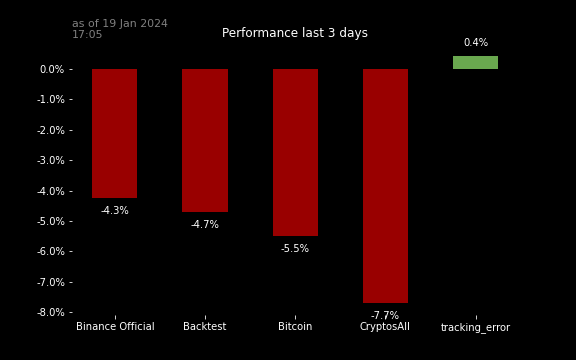 as of 19 Jan 2024
17:05
Performance last 3 days
0.4%
0.0%
-1.0%
-2.0%
-3.0%
-4.0%
-5.0%
-6.0%
-7.0%
-8.0%
-4.3%
-4.7%
-5.5%
-7.7%
Binance Official
Backtest
Bitcoin
CryptosAll
tracking_error